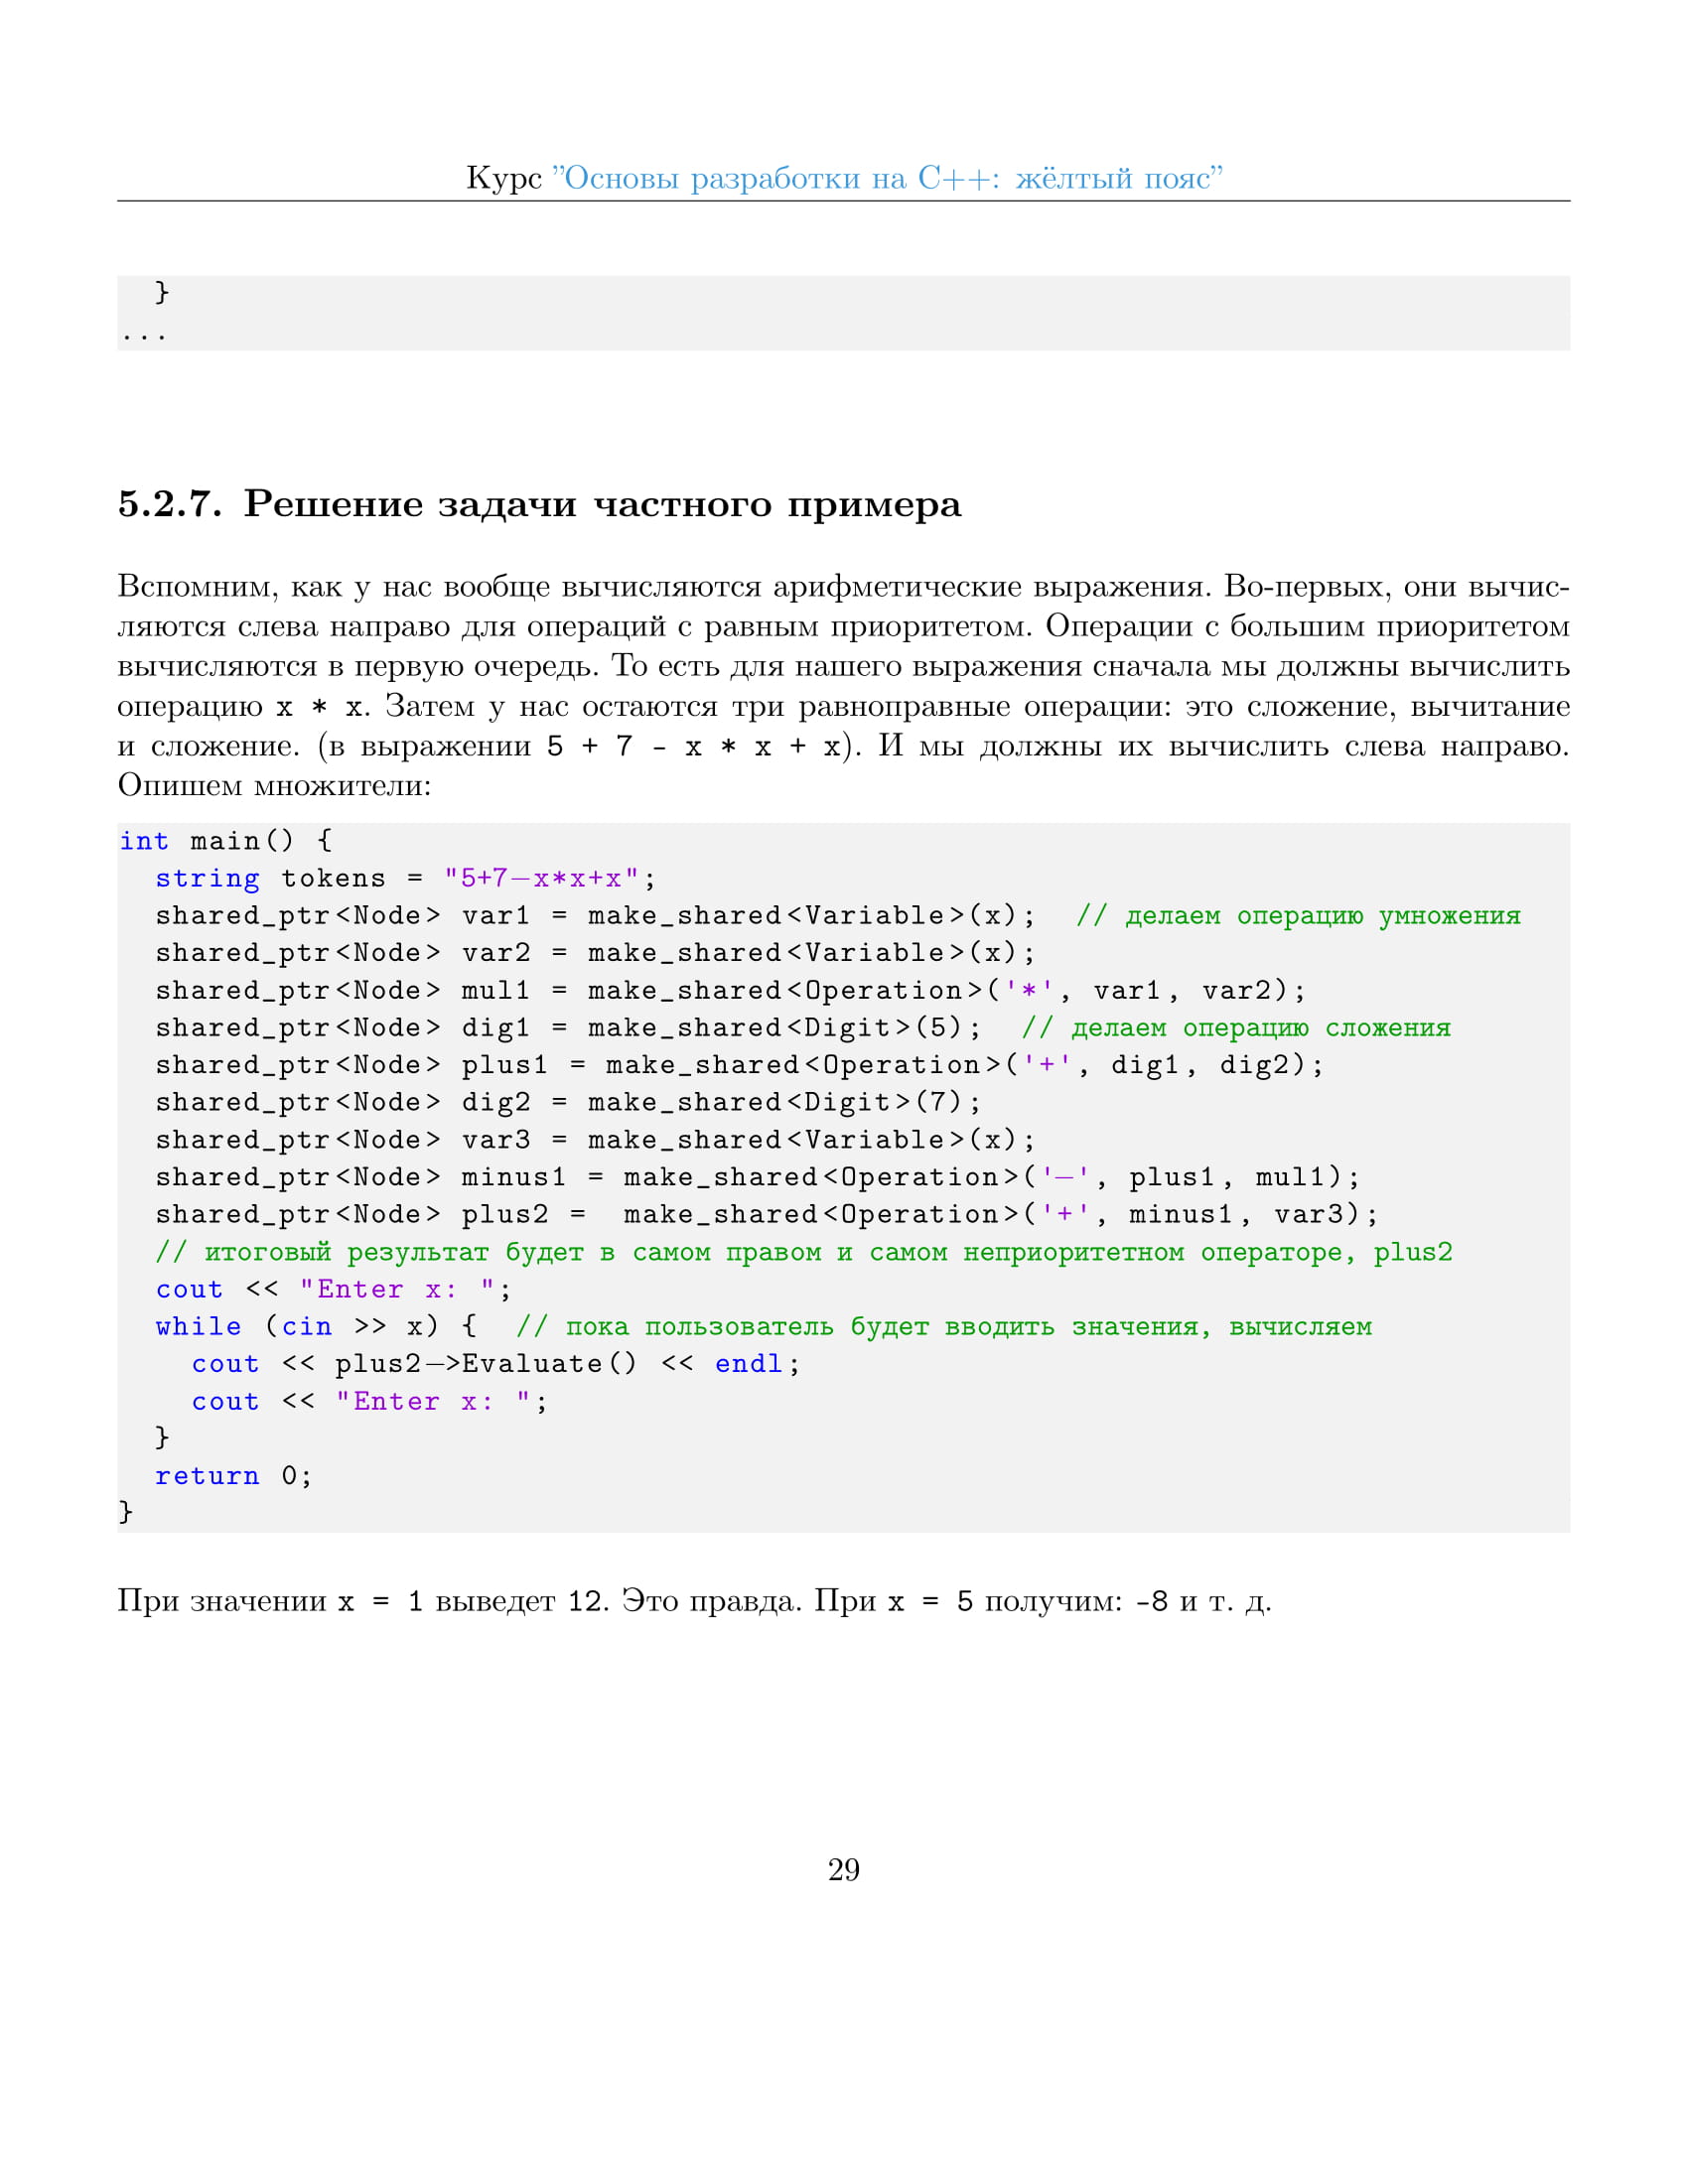 Курс ”Основы разработки на C++: жёлтый пояс”
}
...
5.2.7. Решение задачи частного примера
Вспомним, как у нас вообще вычисляются арифметические выражения. Во-первых, они вычис-
ляются слева направо для операций с равным приоритетом. Операции с большим приоритетом
вычисляются в первую очередь. То есть для нашего выражения сначала мы должны вычислить
операцию x * x. Затем у нас остаются три равноправные операции: это сложение, вычитание
и сложение. (в выражении 5 + 7 - x * x + x). И мы должны их вычислить слева направо.
Опишем множители:
int main() {
  string tokens = "5+7−x*x+x";
  shared_ptr<Node> var1 = make_shared<Variable>(x);  // делаем операцию умножения
  shared_ptr<Node> var2 = make_shared<Variable>(x);
  shared_ptr<Node> mul1 = make_shared<Operation>('*', var1, var2);
  shared_ptr<Node> dig1 = make_shared<Digit>(5);  // делаем операцию сложения
  shared_ptr<Node> plus1 = make_shared<Operation>('+', dig1, dig2);
  shared_ptr<Node> dig2 = make_shared<Digit>(7);
  shared_ptr<Node> var3 = make_shared<Variable>(x);
  shared_ptr<Node> minus1 = make_shared<Operation>('−', plus1, mul1);
  shared_ptr<Node> plus2 =  make_shared<Operation>('+', minus1, var3);
  // итоговый результат будет в самом правом и самом неприоритетном операторе, plus2
  cout << "Enter x: ";
  while (cin >> x) {  // пока пользователь будет вводить значения, вычисляем
    cout << plus2−>Evaluate() << endl;
    cout << "Enter x: ";
  }
  return 0;
}
При значении x = 1 выведет 12. Это правда. При x = 5 получим: -8 и т. д.
29